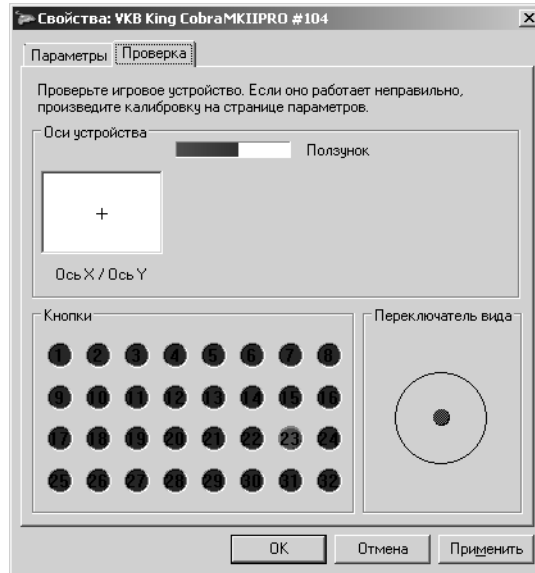 Свойства: VKB King CobraMKIIPRO #104
Параметры Проверка
Проверьте игровое устройство. Если оно работает неправильно,
произведите калибровку на странице параметров.
Оси устройства
Ползунок
Ось X / Ось Y
Кнопки
Переключатель вида
1 2 3 4 5 6 7 8
9 10 11 12 13 14 15 16
17 18 19 20 21 22 23 24
25 26 27 28 29 30 31 32
OK Отмена Применить